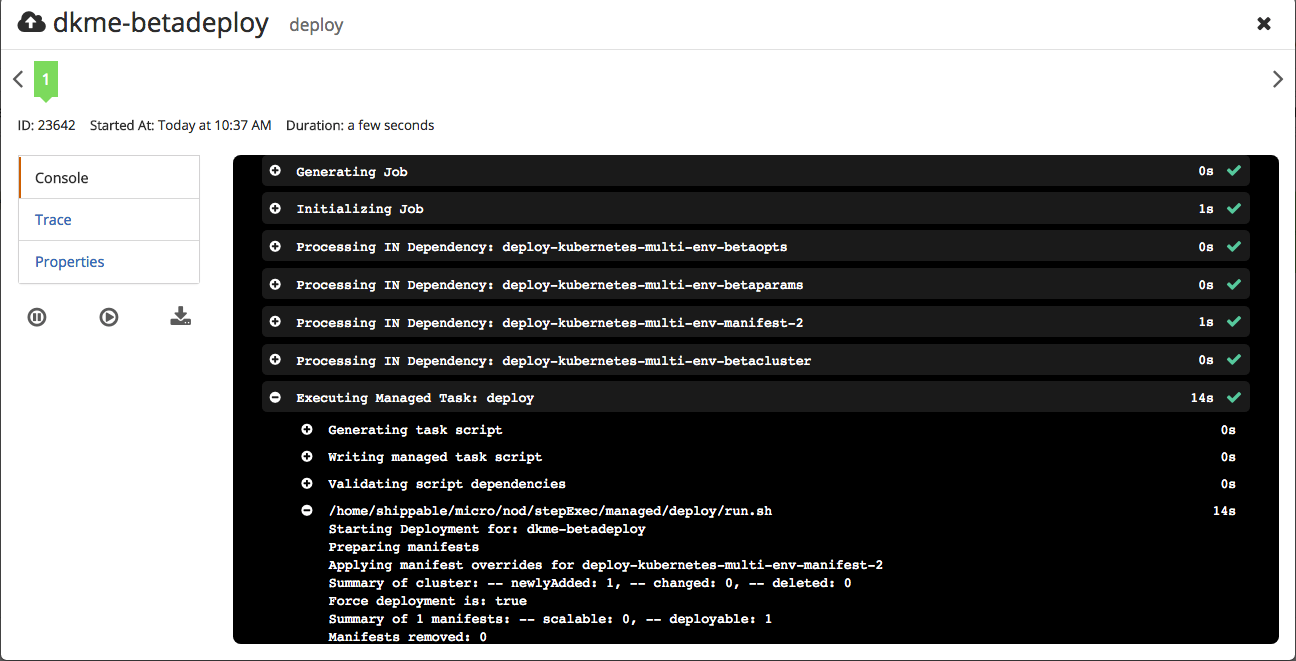 dkme-betadeploy deploy
1
ID: 23642 Started At: Today at 10:37 AM Duration: a few seconds
Console
Trace
Properties
Generating Job 0s
Initializing Job 1s
Processing IN Dependency: deploy-kubernetes-multi-env-betaopts 0s
Processing IN Dependency: deploy-kubernetes-multi-env-betaparams 0s
Processing IN Dependency: deploy-kubernetes-multi-env-manifest-2 1s
Processing IN Dependency: deploy-kubernetes-multi-env-betacluster 0s
Executing Managed Task: deploy 14s
Generating task script 0s
Writing managed task script 0s
Validating script dependencies 0s
/home/shippable/micro/nod/stepExec/managed/deploy/run.sh 14s
Starting Deployment for: dkme-betadeploy
Preparing manifests
Applying manifest overrides for deploy-kubernetes-multi-env-manifest-2
Summary of cluster: -- newlyAdded: 1, -- changed: 0, -- deleted: 0
Force deployment is: true
Summary of 1 manifests: -- scalable: 0, -- deployable: 1
Manifests removed: 0